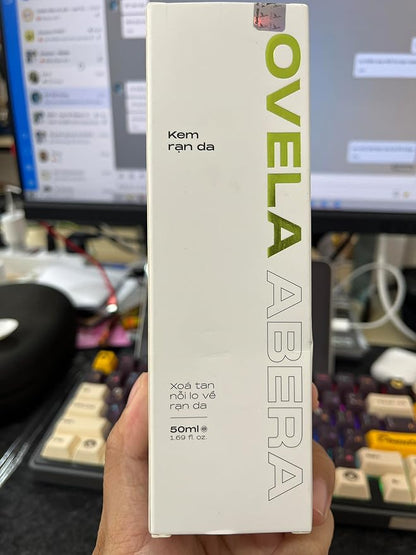 OVELA ABERA
Kem
rạn da
Xoá tan
nỗi lo về
rạn da
50ml ℮
1.69 fl. oz.